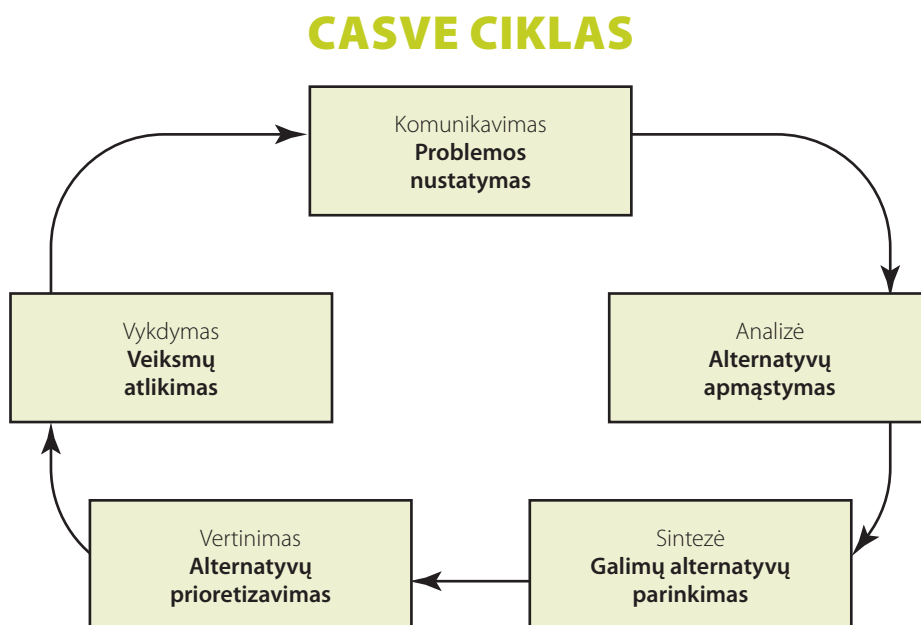 CASVE CIKLAS
Komunikavimas
Problemos
nustatymas
Analizė
Alternatyvų
apmąstymas
Sintezė
Galimų alternatyvų
parinkimas
Vertinimas
Alternatyvų
prioretizavimas
Vykdymas
Veiksmų
atlikimas